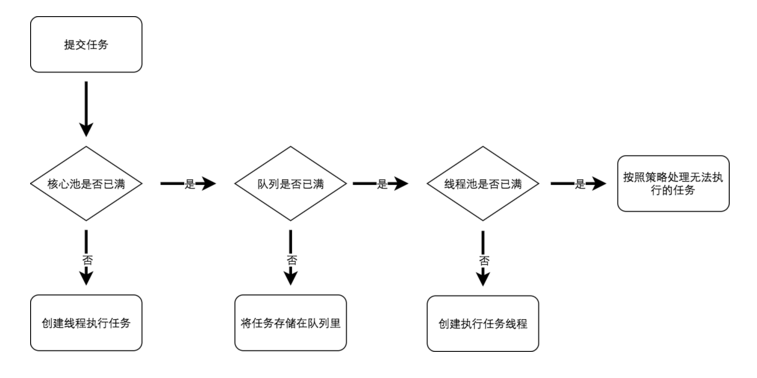 提交任务
核心池是否已满
是
队列是否已满
是
线程池是否已满
是
按照策略处理无法执
行的任务
否
否
否
创建线程执行任务
将任务存储在队列里
创建执行任务线程